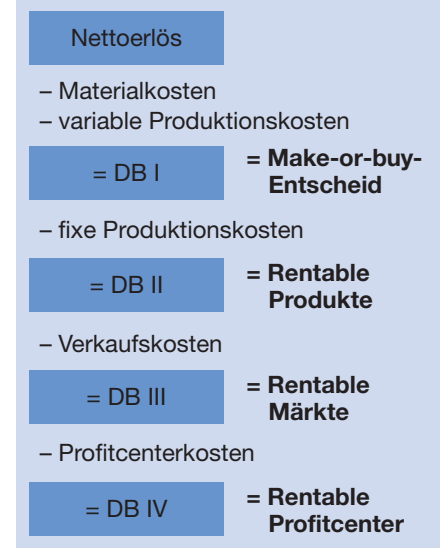 Nettoerlös
– Materialkosten
– variable Produktionskosten
= DB I
= Make-or-buy-
Entscheid
– fixe Produktionskosten
= DB II
= Rentable
Produkte
– Verkaufskosten
= DB III
= Rentable
Märkte
– Profitcenterkosten
= DB IV
= Rentable
Profitcenter